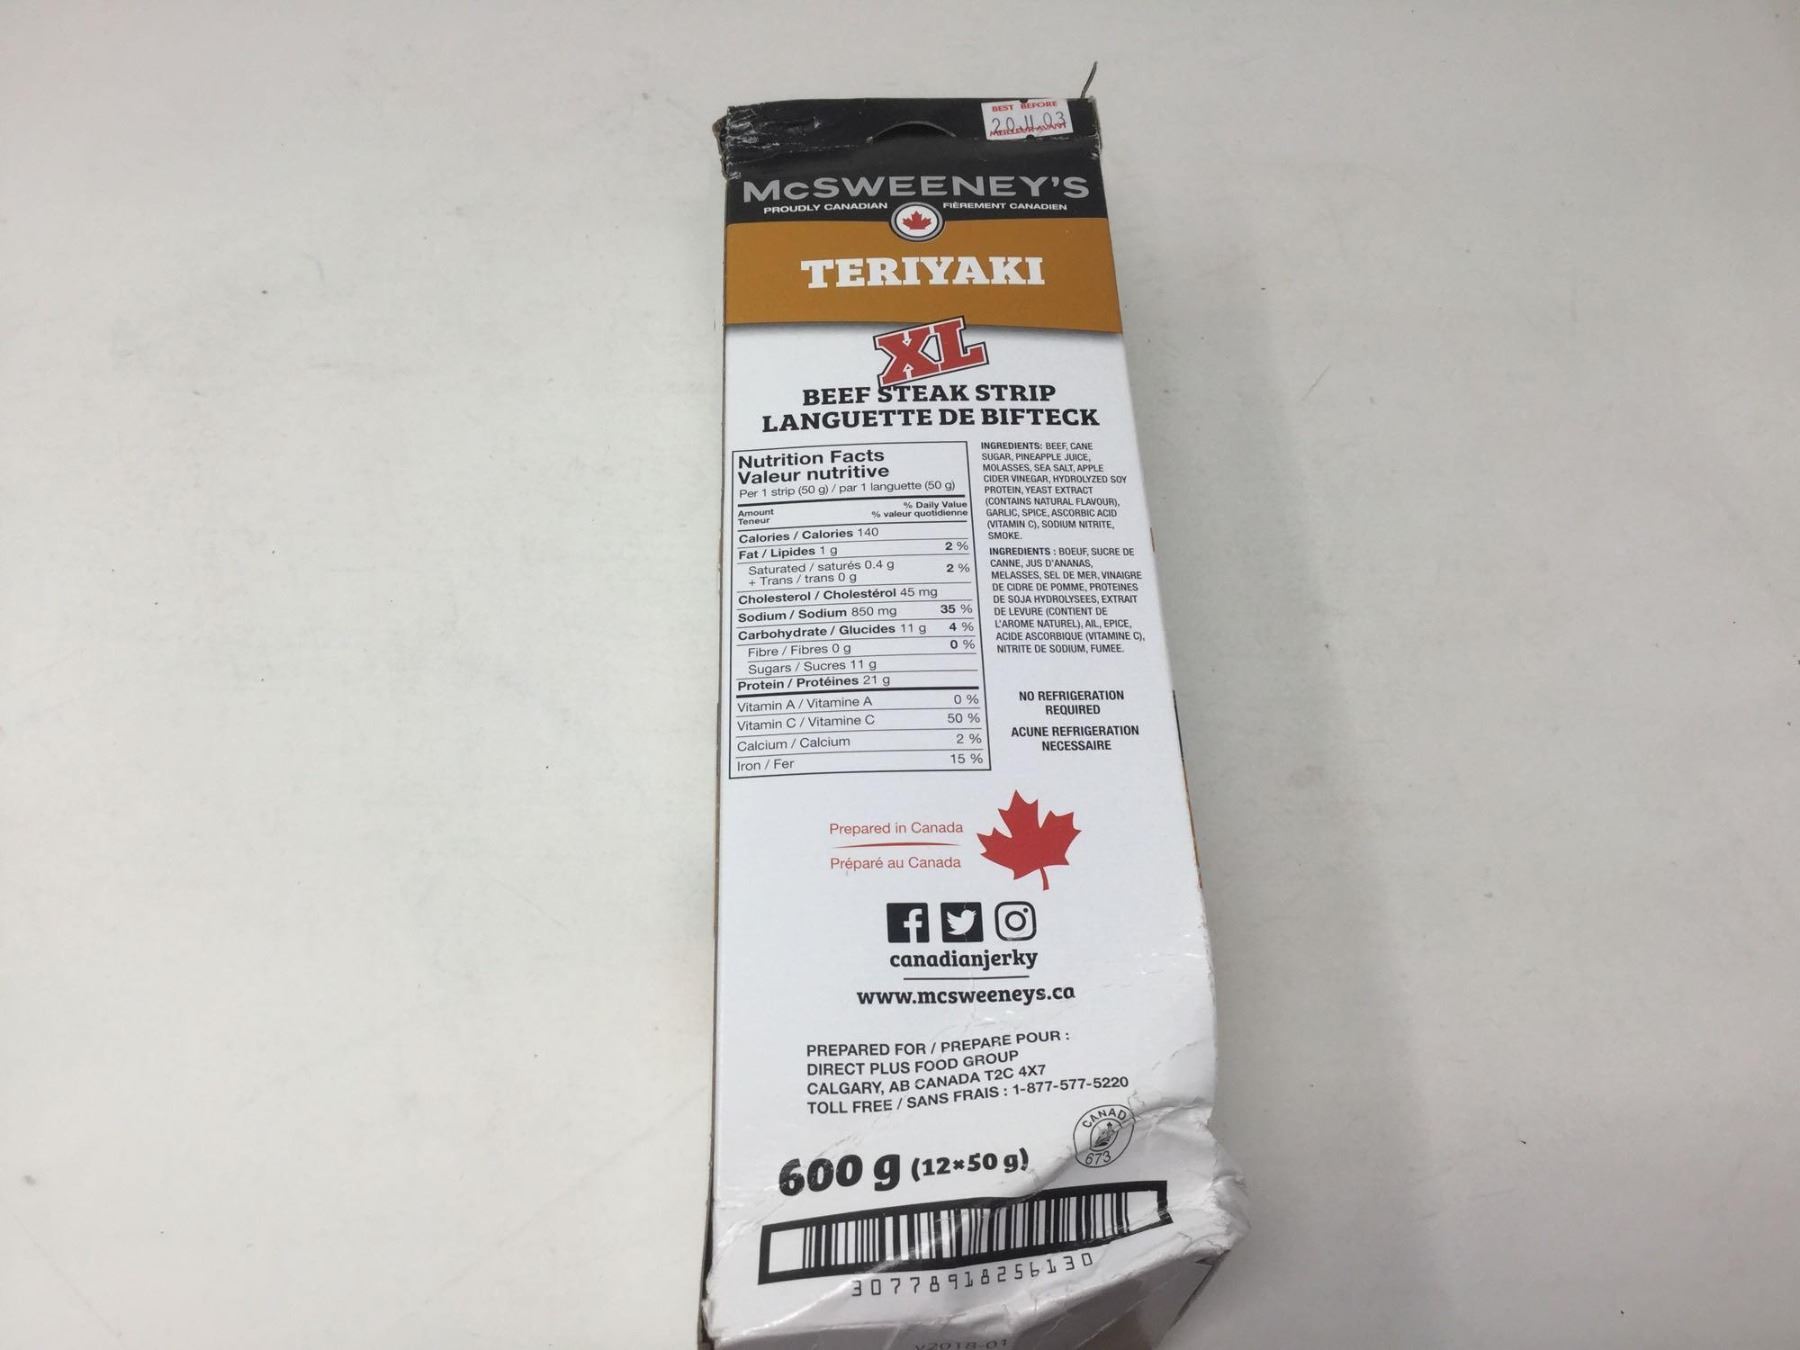 BEST BEFORE
20.11.03
MEILLEUR AVANT
McSWEENEY'S
PROUDLY CANADIAN FIÈREMENT CANADIEN
TERIYAKI
XL
BEEF STEAK STRIP
LANGUETTE DE BIFTECK
Nutrition Facts
Valeur nutritive
Per 1 strip (50 g) / par 1 languette (50 g)
Amount % Daily Value
Teneur % valeur quotidienne
Calories / Calories 140
Fat / Lipides 1 g 2 %
Saturated / saturés 0.4 g
+ Trans / trans 0 g 2 %
Cholesterol / Cholestérol 45 mg
Sodium / Sodium 850 mg 35 %
Carbohydrate / Glucides 11 g 4 %
Fibre / Fibres 0 g 0 %
Sugars / Sucres 11 g
Protein / Protéines 21 g
Vitamin A / Vitamine A 0 %
Vitamin C / Vitamine C 50 %
Calcium / Calcium 2 %
Iron / Fer 15 %
INGREDIENTS: BEEF, CANE
SUGAR, PINEAPPLE JUICE,
MOLASSES, SEA SALT, APPLE
CIDER VINEGAR, HYDROLYZED SOY
PROTEIN, YEAST EXTRACT
(CONTAINS NATURAL FLAVOUR),
GARLIC, SPICE, ASCORBIC ACID
(VITAMIN C), SODIUM NITRITE,
SMOKE.
INGREDIENTS : BOEUF, SUCRE DE
CANNE, JUS D'ANANAS,
MELASSES, SEL DE MER, VINAIGRE
DE CIDRE DE POMME, PROTEINES
DE SOJA HYDROLYSEES, EXTRAIT
DE LEVURE (CONTIENT DE
L'AROME NATUREL), AIL, EPICE,
ACIDE ASCORBIQUE (VITAMINE C),
NITRITE DE SODIUM, FUMEE.
NO REFRIGERATION
REQUIRED
ACUNE REFRIGERATION
NECESSAIRE
Prepared in Canada
Préparé au Canada
canadianjerky
www.mcsweeneys.ca
PREPARED FOR / PREPARE POUR :
DIRECT PLUS FOOD GROUP
CALGARY, AB CANADA T2C 4X7
TOLL FREE / SANS FRAIS : 1-877-577-5220
CANADA
673
600 g (12×50 g)
30778918256130
V2018-01